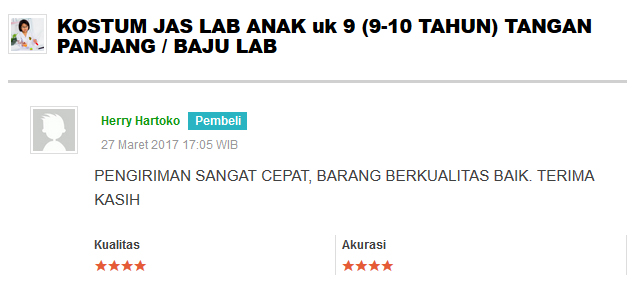 KOSTUM JAS LAB ANAK uk 9 (9-10 TAHUN) TANGAN
PANJANG / BAJU LAB
Herry Hartoko Pembeli
27 Maret 2017 17:05 WIB
PENGIRIMAN SANGAT CEPAT, BARANG BERKUALITAS BAIK. TERIMA
KASIH
Kualitas Akurasi